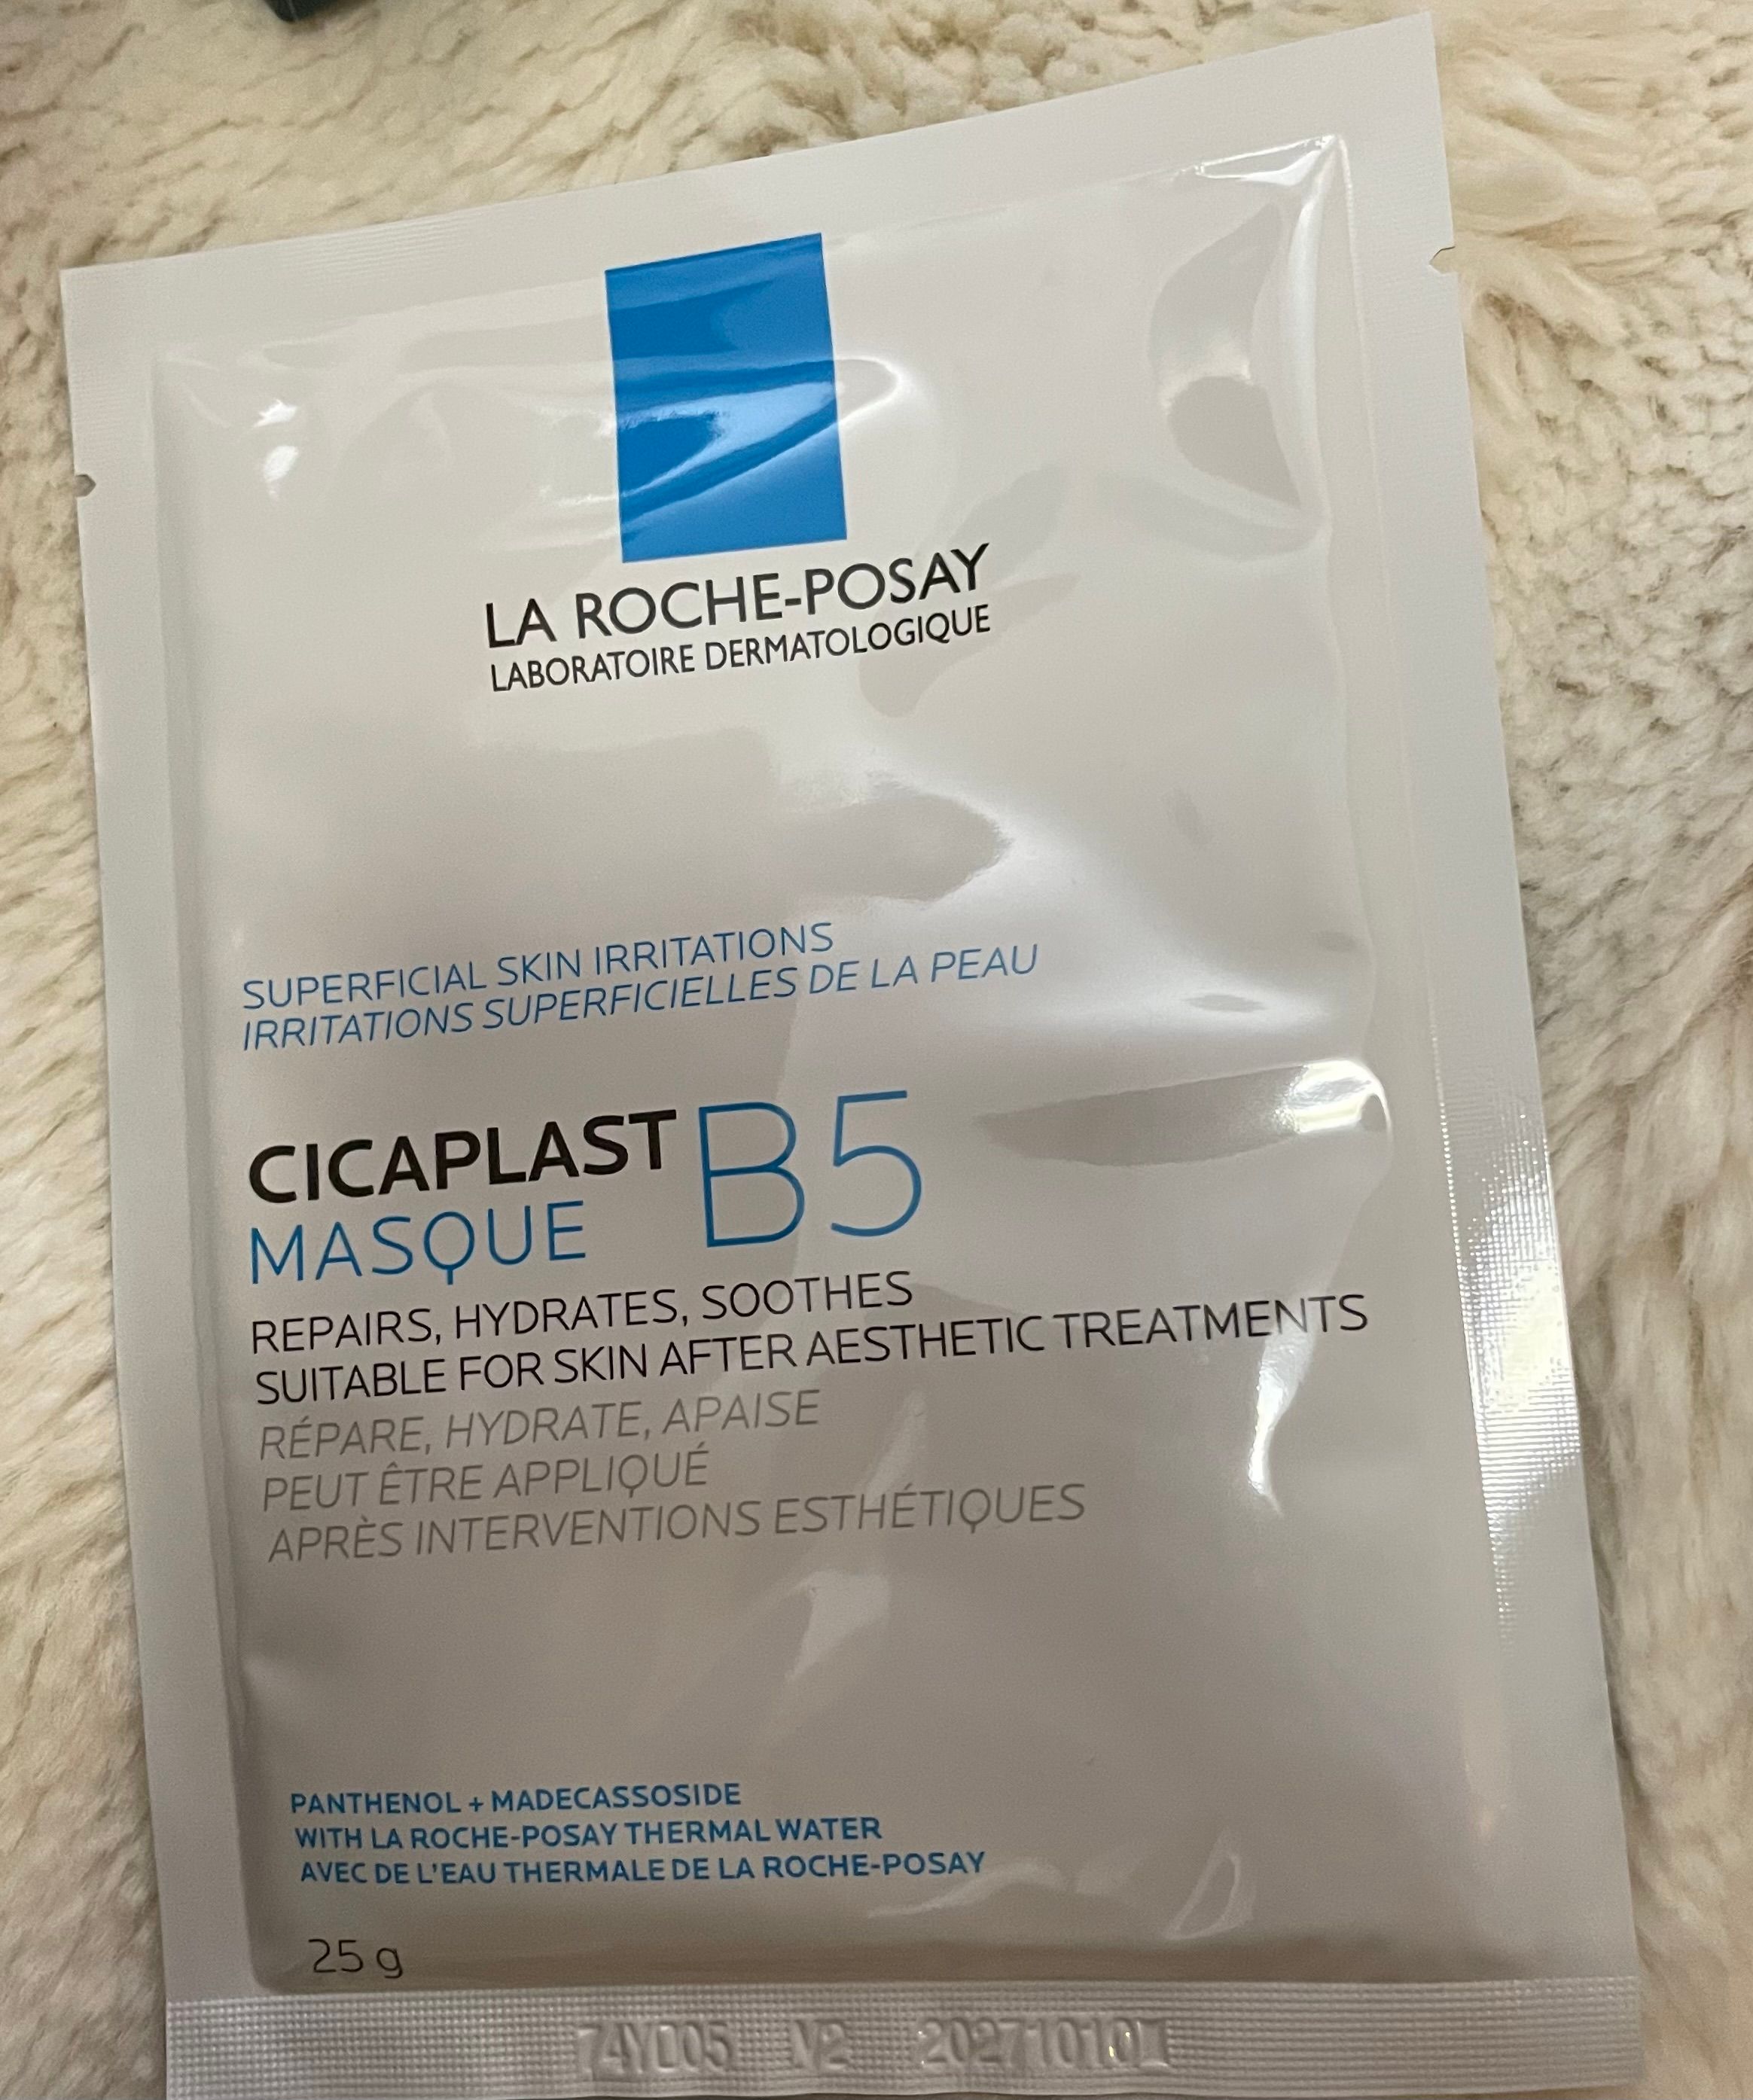 LA ROCHE-POSAY
LABORATOIRE DERMATOLOGIQUE
SUPERFICIAL SKIN IRRITATIONS
IRRITATIONS SUPERFICIELLES DE LA PEAU
CICAPLAST B5
MASQUE
REPAIRS, HYDRATES, SOOTHES
SUITABLE FOR SKIN AFTER AESTHETIC TREATMENTS
RÉPARE, HYDRATE, APAISE
PEUT ÊTRE APPLIQUÉ
APRÈS INTERVENTIONS ESTHÉTIQUES
PANTHENOL + MADECASSOSIDE
WITH LA ROCHE-POSAY THERMAL WATER
AVEC DE L'EAU THERMALE DE LA ROCHE-POSAY
25 g
V2